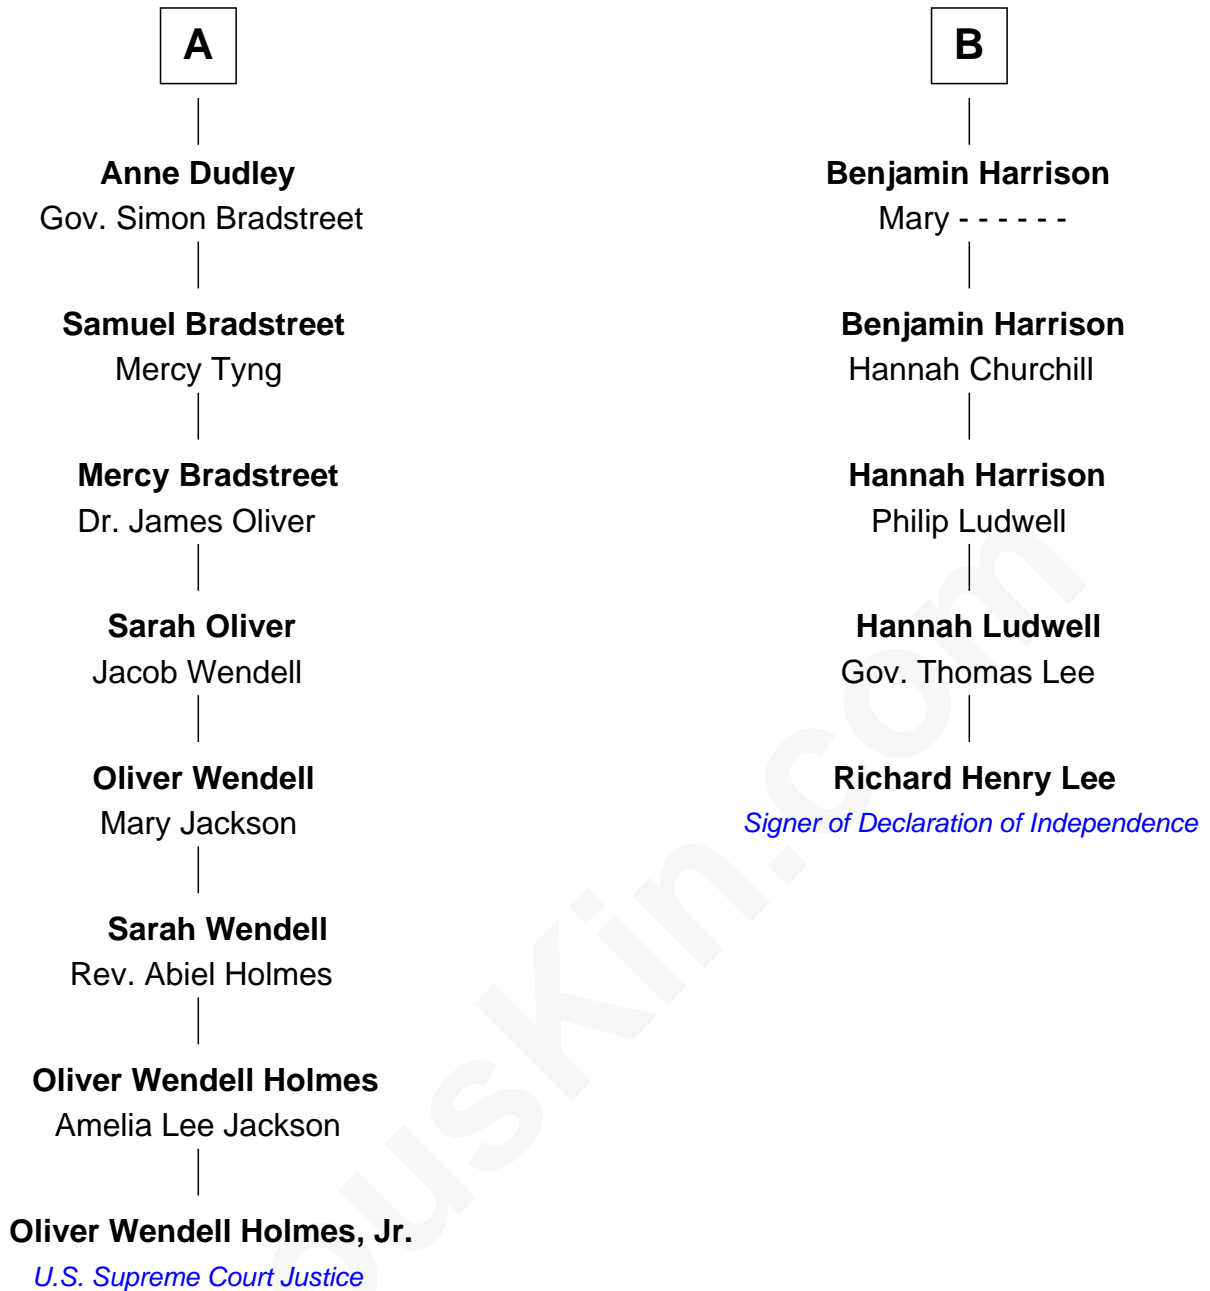 A
Anne Dudley
Gov. Simon Bradstreet
Samuel Bradstreet
Mercy Tyng
Mercy Bradstreet
Dr. James Oliver
Sarah Oliver
Jacob Wendell
Oliver Wendell
Mary Jackson
Sarah Wendell
Rev. Abiel Holmes
Oliver Wendell Holmes
Amelia Lee Jackson
Oliver Wendell Holmes, Jr.
U.S. Supreme Court Justice
B
Benjamin Harrison
Mary - - - - - -
Benjamin Harrison
Hannah Churchill
Hannah Harrison
Philip Ludwell
Hannah Ludwell
Gov. Thomas Lee
Richard Henry Lee
Signer of Declaration of Independence
ousKin.com